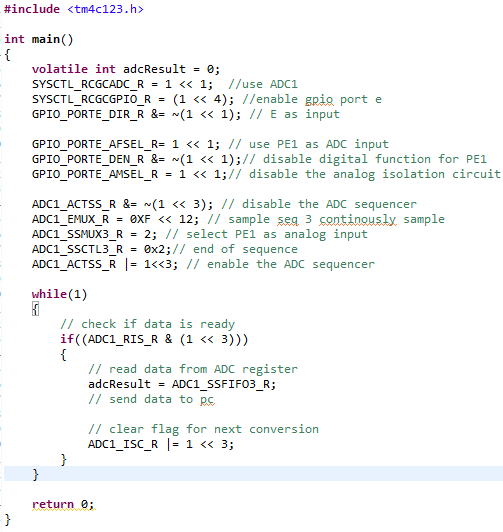 #include <tm4c123.h>
int main()
{
volatile int adcResult = 0;
SYSCTL_RCGCADC_R = 1 << 1;  //use ADC1
SYSCTL_RCGCGPIO_R = (1 << 4); //enable gpio port e
GPIO_PORTE_DIR_R &= ~(1 << 1); // E as input
GPIO_PORTE_AFSEL_R= 1 << 1; // use PE1 as ADC input
GPIO_PORTE_DEN_R &= ~(1 << 1);// disable digital function for PE1
GPIO_PORTE_AMSEL_R = 1 << 1;// disable the analog isolation circuit
ADC1_ACTSS_R &= ~(1 << 3); // disable the ADC sequencer
ADC1_EMUX_R = 0XF << 12; // sample seq 3 continously sample
ADC1_SSMUX3_R = 2; // select PE1 as analog input
ADC1_SSCTL3_R = 0x2;// end of sequence
ADC1_ACTSS_R |= 1<<3; // enable the ADC sequencer
while(1)
{
// check if data is ready
if((ADC1_RIS_R & (1 << 3)))
{
// read data from ADC register
adcResult = ADC1_SSFIFO3_R;
// send data to pc
// clear flag for next conversion
ADC1_ISC_R |= 1 << 3;
}
}
return 0;
}